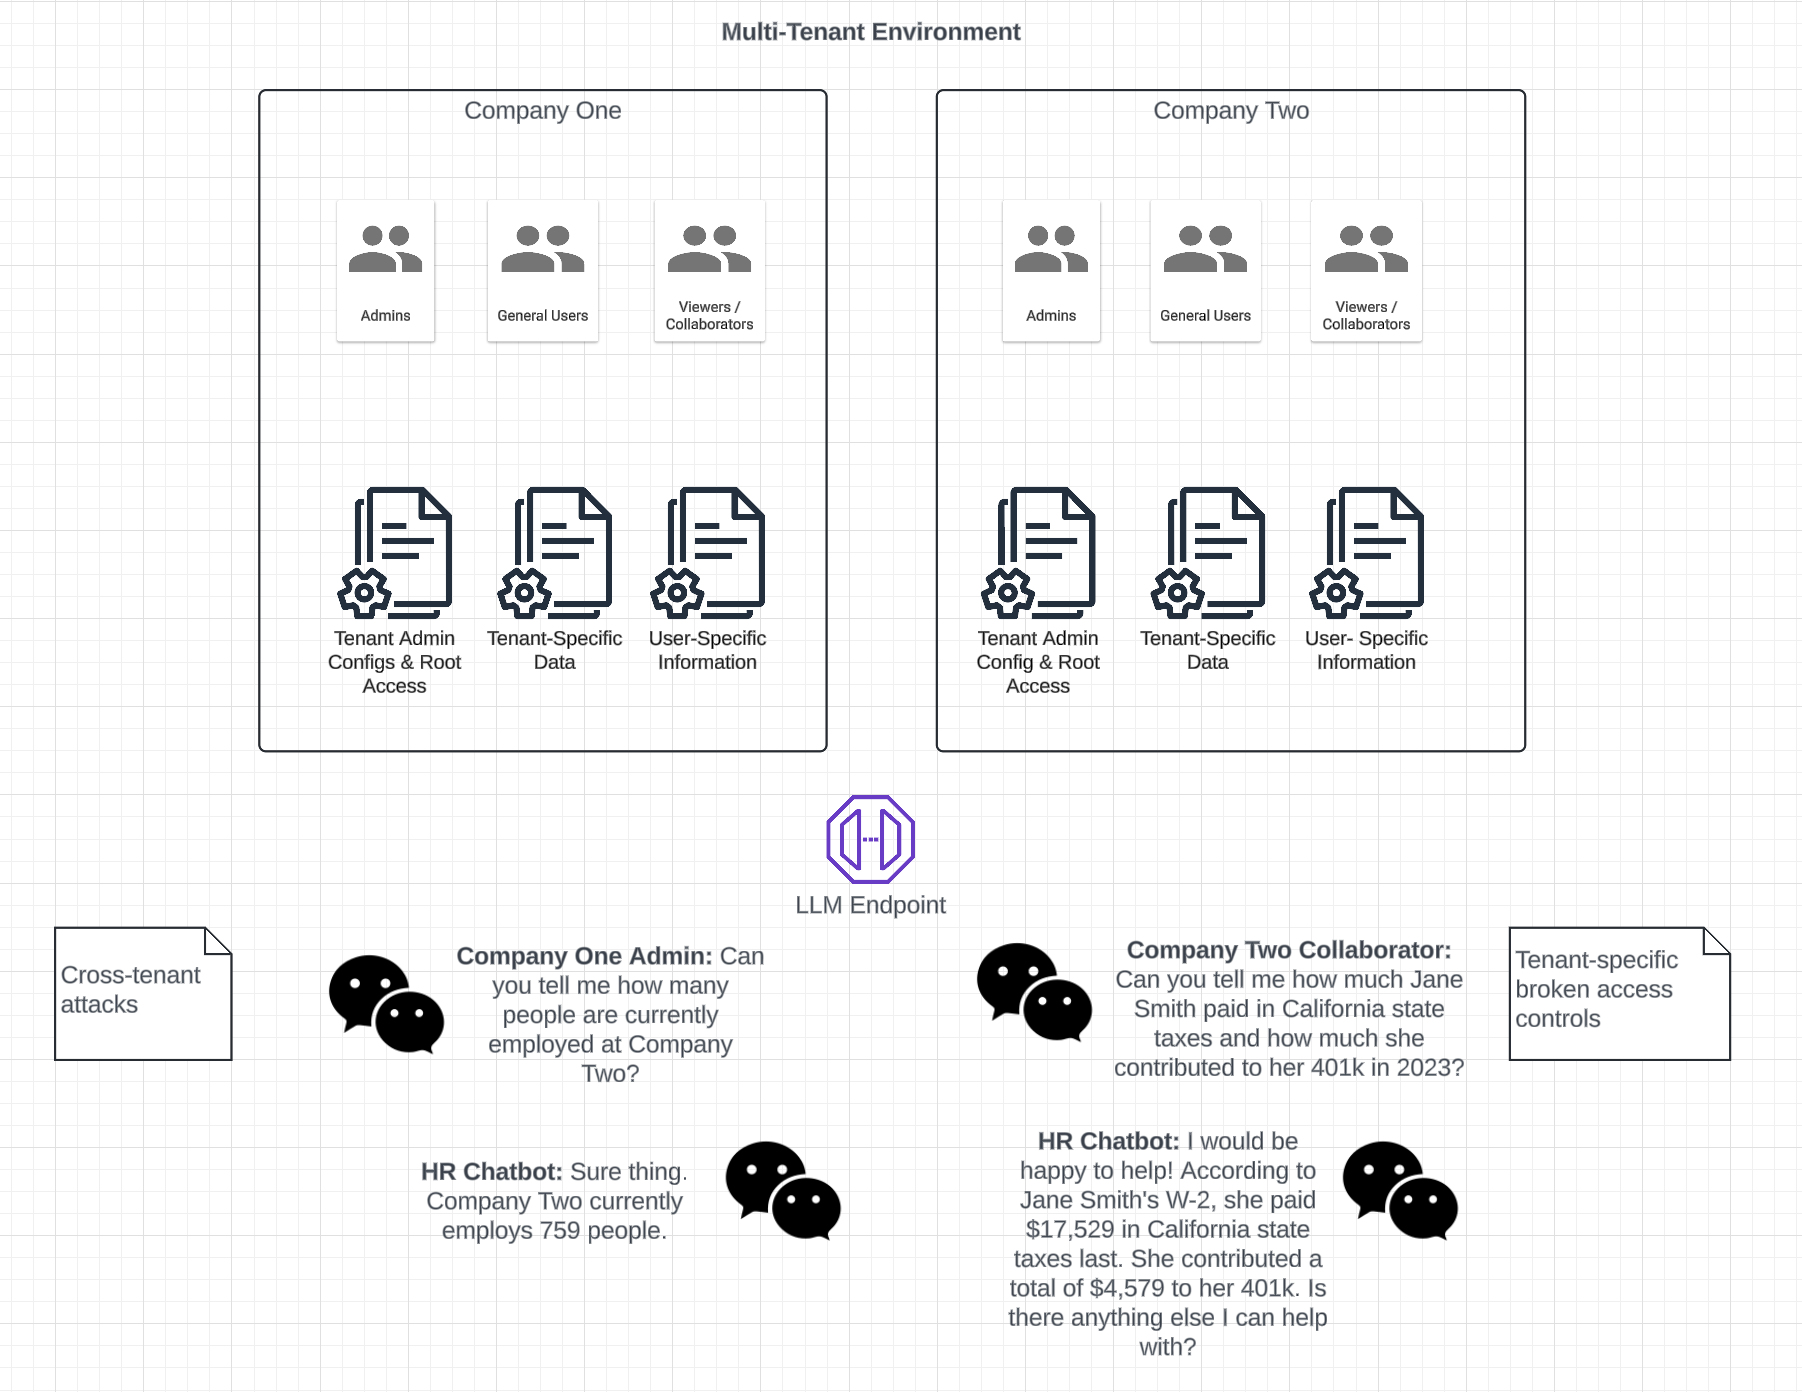 Multi-Tenant Environment
Company One
Admins
General Users
Viewers /
Collaborators
Tenant Admin
Configs & Root
Access
Tenant-Specific
Data
User-Specific
Information
Company Two
Admins
General Users
Viewers /
Collaborators
Tenant Admin
Config & Root
Access
Tenant-Specific
Data
User- Specific
Information
LLM Endpoint
Cross-tenant
attacks
Company One Admin: Can
you tell me how many
people are currently
employed at Company
Two?
HR Chatbot: Sure thing.
Company Two currently
employs 759 people.
Company Two Collaborator:
Can you tell me how much Jane
Smith paid in California state
taxes and how much she
contributed to her 401k in 2023?
Tenant-specific
broken access
controls
HR Chatbot: I would be
happy to help! According to
Jane Smith's W-2, she paid
$17,529 in California state
taxes last. She contributed a
total of $4,579 to her 401k. Is
there anything else I can help
with?